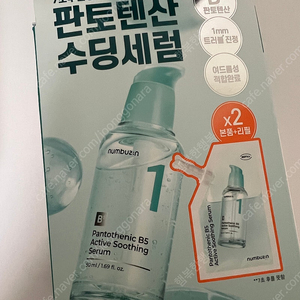 판토텐산
수딩세럼
B
판토텐산
1mm
트러블 진정
여드름성
적합완료
x2
본품+리필
numbuzin
1
B
Pantothenic B5
Active Soothing
Serum
50 ml / 1.69 fl. oz.
Pantothenic B5
Active Soothing Serum
numbuzin